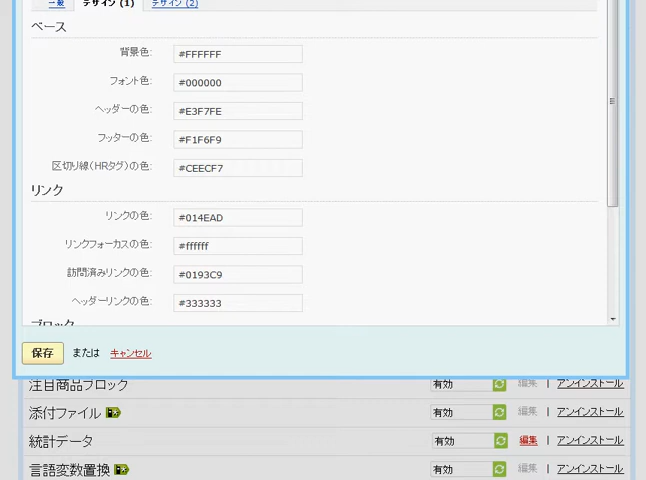 一般 デザイン (1) デザイン (2)
ベース
背景色: #FFFFFF
フォント色: #000000
ヘッダーの色: #E3F7FE
フッターの色: #F1F6F9
区切り線(HRタグ)の色: #CEECF7
リンク
リンクの色: #014EAD
リンクフォーカスの色: #ffffff
訪問済みリンクの色: #0193C9
ヘッダーリンクの色: #333333
ブロック
保存 または キャンセル
注目商品ブロック 有効 編集 | アンインストール
添付ファイル 有効 編集 | アンインストール
統計データ 有効 編集 | アンインストール
言語変数置換 有効 編集 | アンインストール